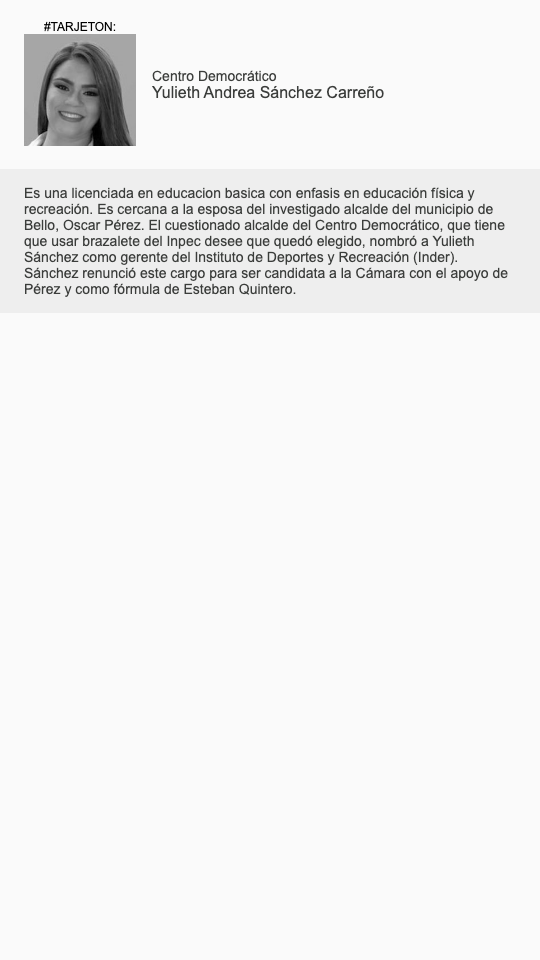 #TARJETON:
Centro Democrático
Yulieth Andrea Sánchez Carreño
Es una licenciada en educacion basica con enfasis en educación física y
recreación. Es cercana a la esposa del investigado alcalde del municipio de
Bello, Oscar Pérez. El cuestionado alcalde del Centro Democrático, que tiene
que usar brazalete del Inpec desee que quedó elegido, nombró a Yulieth
Sánchez como gerente del Instituto de Deportes y Recreación (Inder).
Sánchez renunció este cargo para ser candidata a la Cámara con el apoyo de
Pérez y como fórmula de Esteban Quintero.